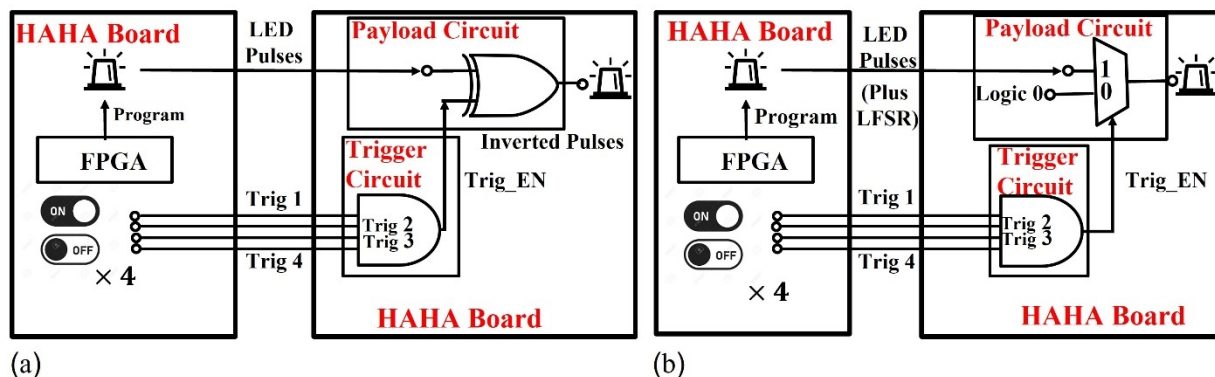 HAHA Board
LED
Pulses
Payload Circuit
Program
FPGA
Inverted Pulses
Trigger
Circuit
Trig_EN
ON
OFF
× 4
Trig 1
Trig 2
Trig 3
Trig 4
HAHA Board
(a)
HAHA Board
LED
Pulses
(Plus
LFSR)
Payload Circuit
1
0
Logic 0
Program
FPGA
Trigger
Circuit
Trig_EN
ON
OFF
× 4
Trig 1
Trig 2
Trig 3
Trig 4
HAHA Board
(b)